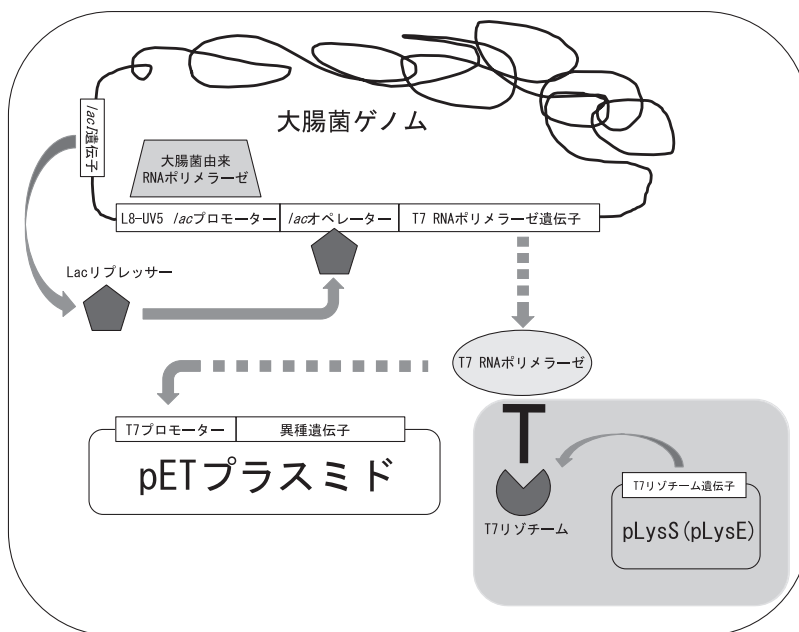 大腸菌ゲノム
lacI遺伝子
大腸菌由来
RNAポリメラーゼ
L8-UV5 lacプロモーター
lacオペレーター
T7 RNAポリメラーゼ遺伝子
Lacリプレッサー
T7 RNAポリメラーゼ
T7プロモーター
異種遺伝子
pETプラスミド
T7リゾチーム
T7リゾチーム遺伝子
pLysS(pLysE)